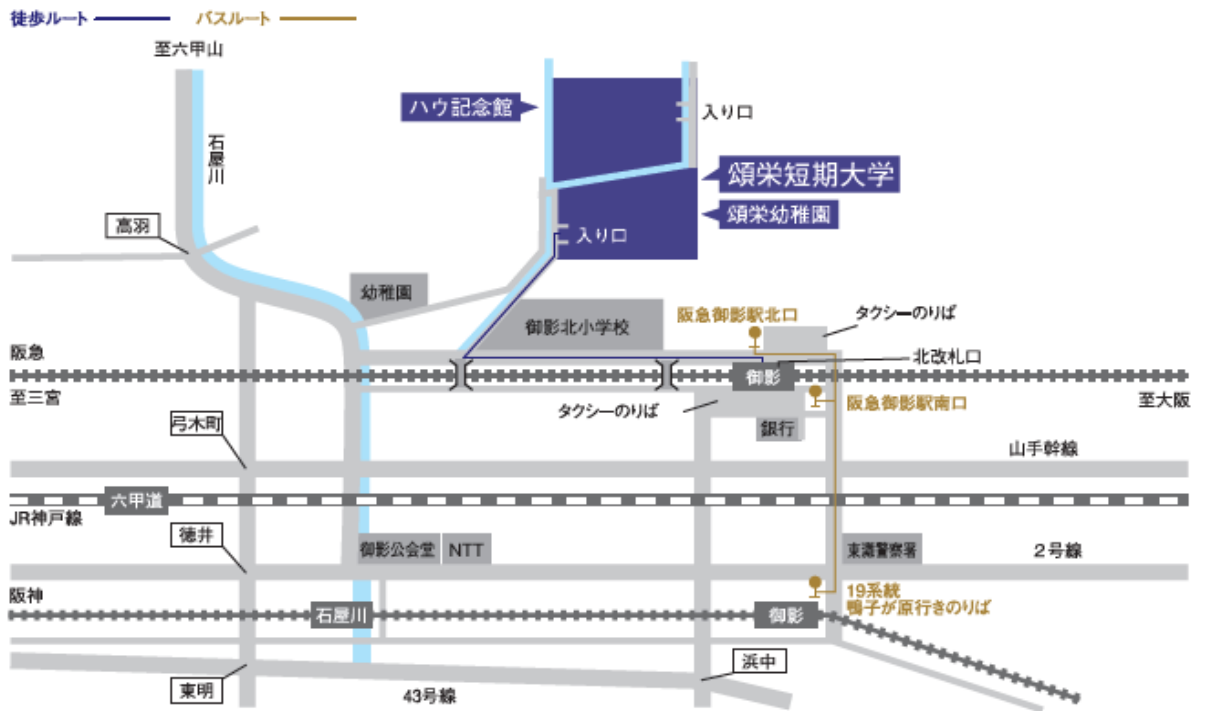 徒歩ルート
バスルート
至六甲山
ハウ記念館
入り口
石屋川
頌栄短期大学
頌栄幼稚園
高羽
入り口
幼稚園
阪急御影駅北口
タクシーのりば
御影北小学校
阪急
北改札口
御影
至三宮
至大阪
タクシーのりば
阪急御影駅南口
弓木町
銀行
山手幹線
六甲道
JR神戸線
徳井
御影公会堂
NTT
東灘警察署
2号線
阪神
19系統
鴨子が原行きのりば
石屋川
御影
浜中
東明
43号線